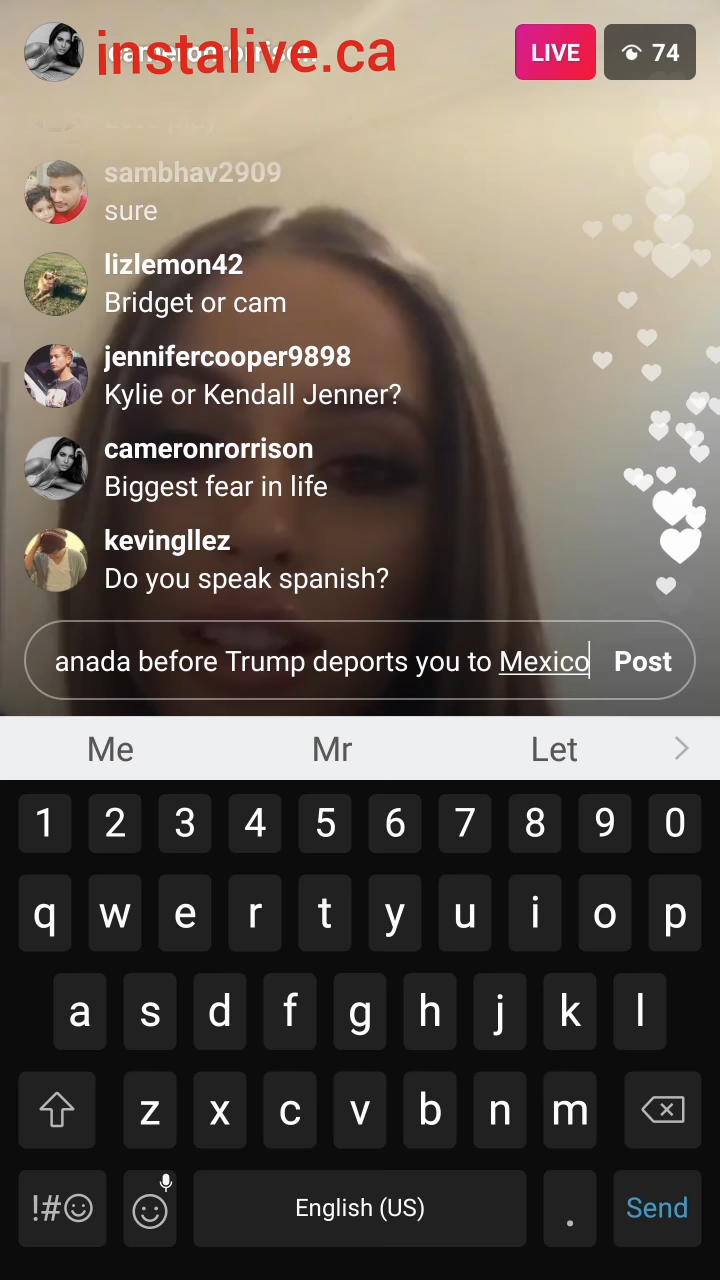 instalive.ca
LIVE
74
sambhav2909
sure
lizlemon42
Bridget or cam
jennifercooper9898
Kylie or Kendall Jenner?
cameronrorrison
Biggest fear in life
kevingllez
Do you speak spanish?
anada before Trump deports you to Mexico
Post
Me Mr Let
1 2 3 4 5 6 7 8 9 0
q w e r t y u i o p
a s d f g h j k l
z x c v b n m
!# English (US) . Send